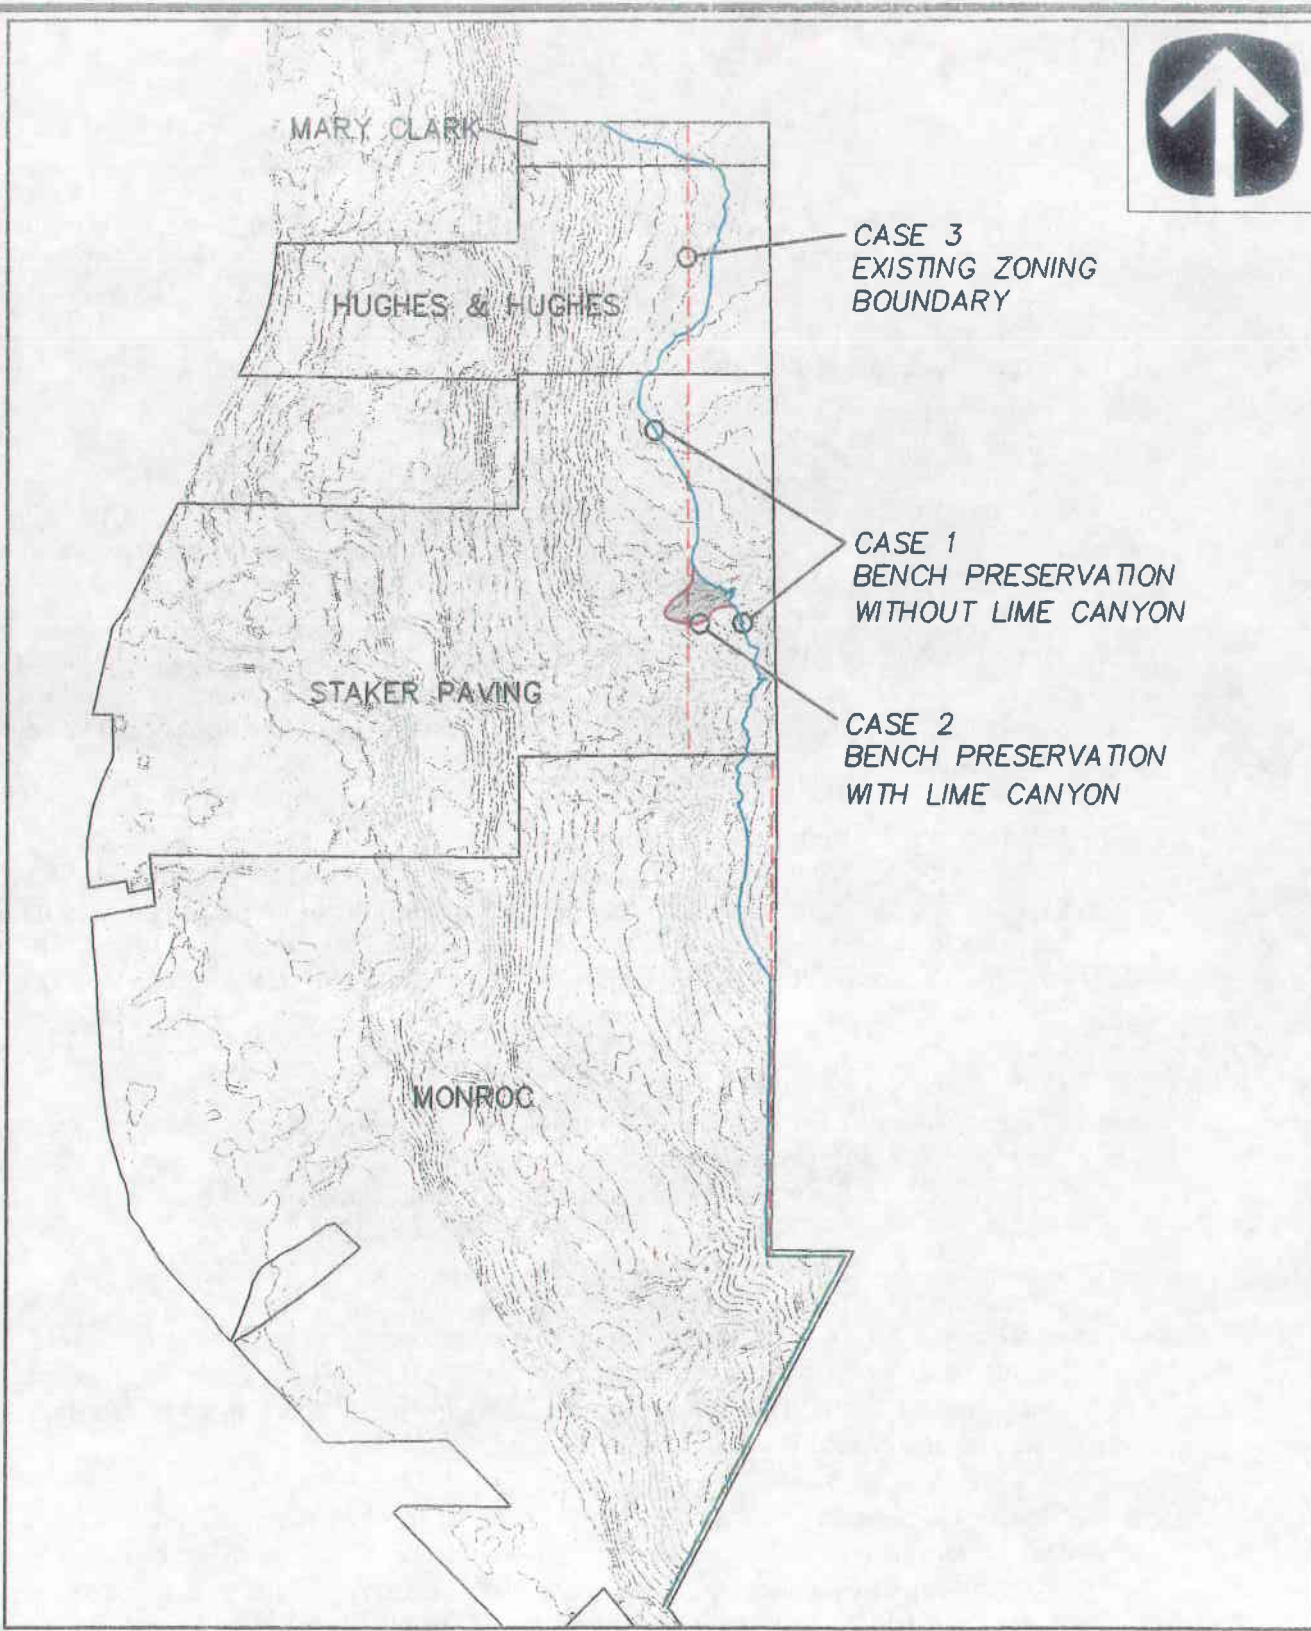 MARY CLARK
CASE 3
EXISTING ZONING
BOUNDARY
HUGHES & HUGHES
CASE 1
BENCH PRESERVATION
WITHOUT LIME CANYON
STAKER PAVING
CASE 2
BENCH PRESERVATION
WITH LIME CANYON
MONROC